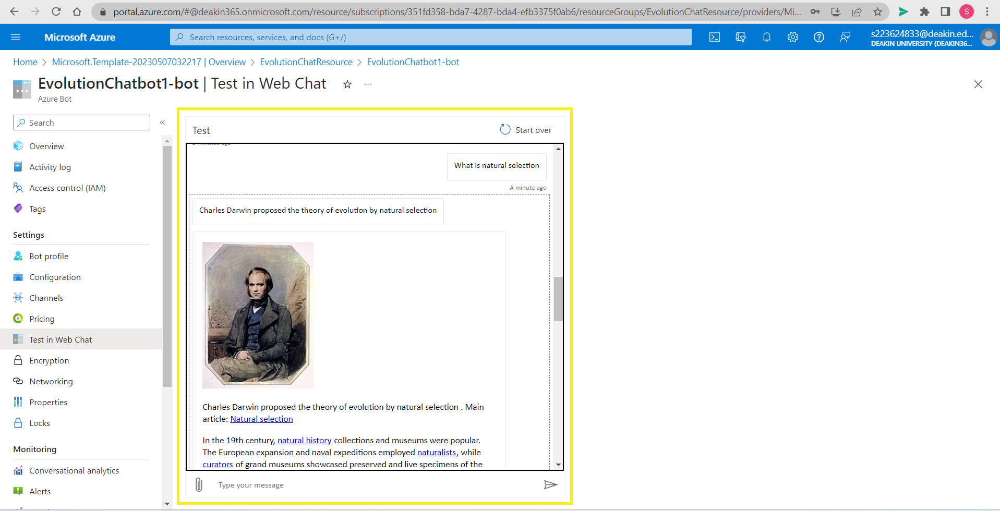 portal.azure.com/#@deakin365.onmicrosoft.com/resource/subscriptions/351fd358-bda7-4287-bda4-efb3375f0ab6/resourceGroups/EvolutionChatResource/providers/Mi...
S
Microsoft Azure
Search resources, services, and docs (G+/)
s223624833@deakin.ed...
DEAKIN UNIVERSITY (DEAKIN36...
Home > Microsoft.Template-20230507032217 | Overview > EvolutionChatResource > EvolutionChatbot1-bot
EvolutionChatbot1-bot | Test in Web Chat
Azure Bot
Search
Overview
Activity log
Access control (IAM)
Tags
Settings
Bot profile
Configuration
Channels
Pricing
Test in Web Chat
Encryption
Networking
Properties
Locks
Monitoring
Conversational analytics
Alerts
Test
Start over
2 minutes ago
What is natural selection
A minute ago
Charles Darwin proposed the theory of evolution by natural selection
Charles Darwin proposed the theory of evolution by natural selection . Main
article: Natural selection
In the 19th century, natural history collections and museums were popular.
The European expansion and naval expeditions employed naturalists, while
curators of grand museums showcased preserved and live specimens of the
Type your message